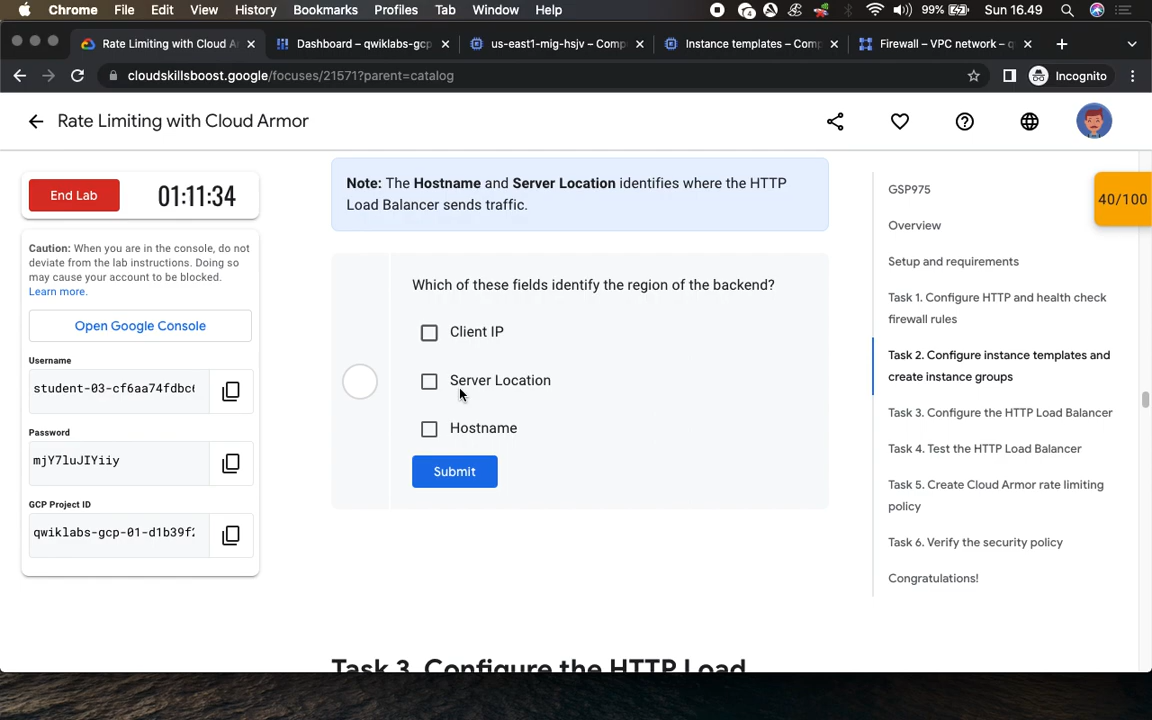 Chrome File Edit View History Bookmarks Profiles Tab Window Help 99% Sun 16.49
Rate Limiting with Cloud A
Dashboard – qwiklabs-gcp
us-east1-mig-hsjv – Comp
Instance templates – Comp
Firewall – VPC network – q
cloudskillsboost.google/focuses/21571?parent=catalog
Incognito
Rate Limiting with Cloud Armor
End Lab
01:11:34
Caution: When you are in the console, do not
deviate from the lab instructions. Doing so
may cause your account to be blocked.
Learn more.
Open Google Console
Username
student-03-cf6aa74fdbc
Password
mjY7luJIYiiy
GCP Project ID
qwiklabs-gcp-01-d1b39f
Note: The Hostname and Server Location identifies where the HTTP
Load Balancer sends traffic.
Which of these fields identify the region of the backend?
Client IP
Server Location
Hostname
Submit
Task 3. Configure the HTTP Load
GSP975
Overview
Setup and requirements
Task 1. Configure HTTP and health check
firewall rules
Task 2. Configure instance templates and
create instance groups
Task 3. Configure the HTTP Load Balancer
Task 4. Test the HTTP Load Balancer
Task 5. Create Cloud Armor rate limiting
policy
Task 6. Verify the security policy
Congratulations!
40/100